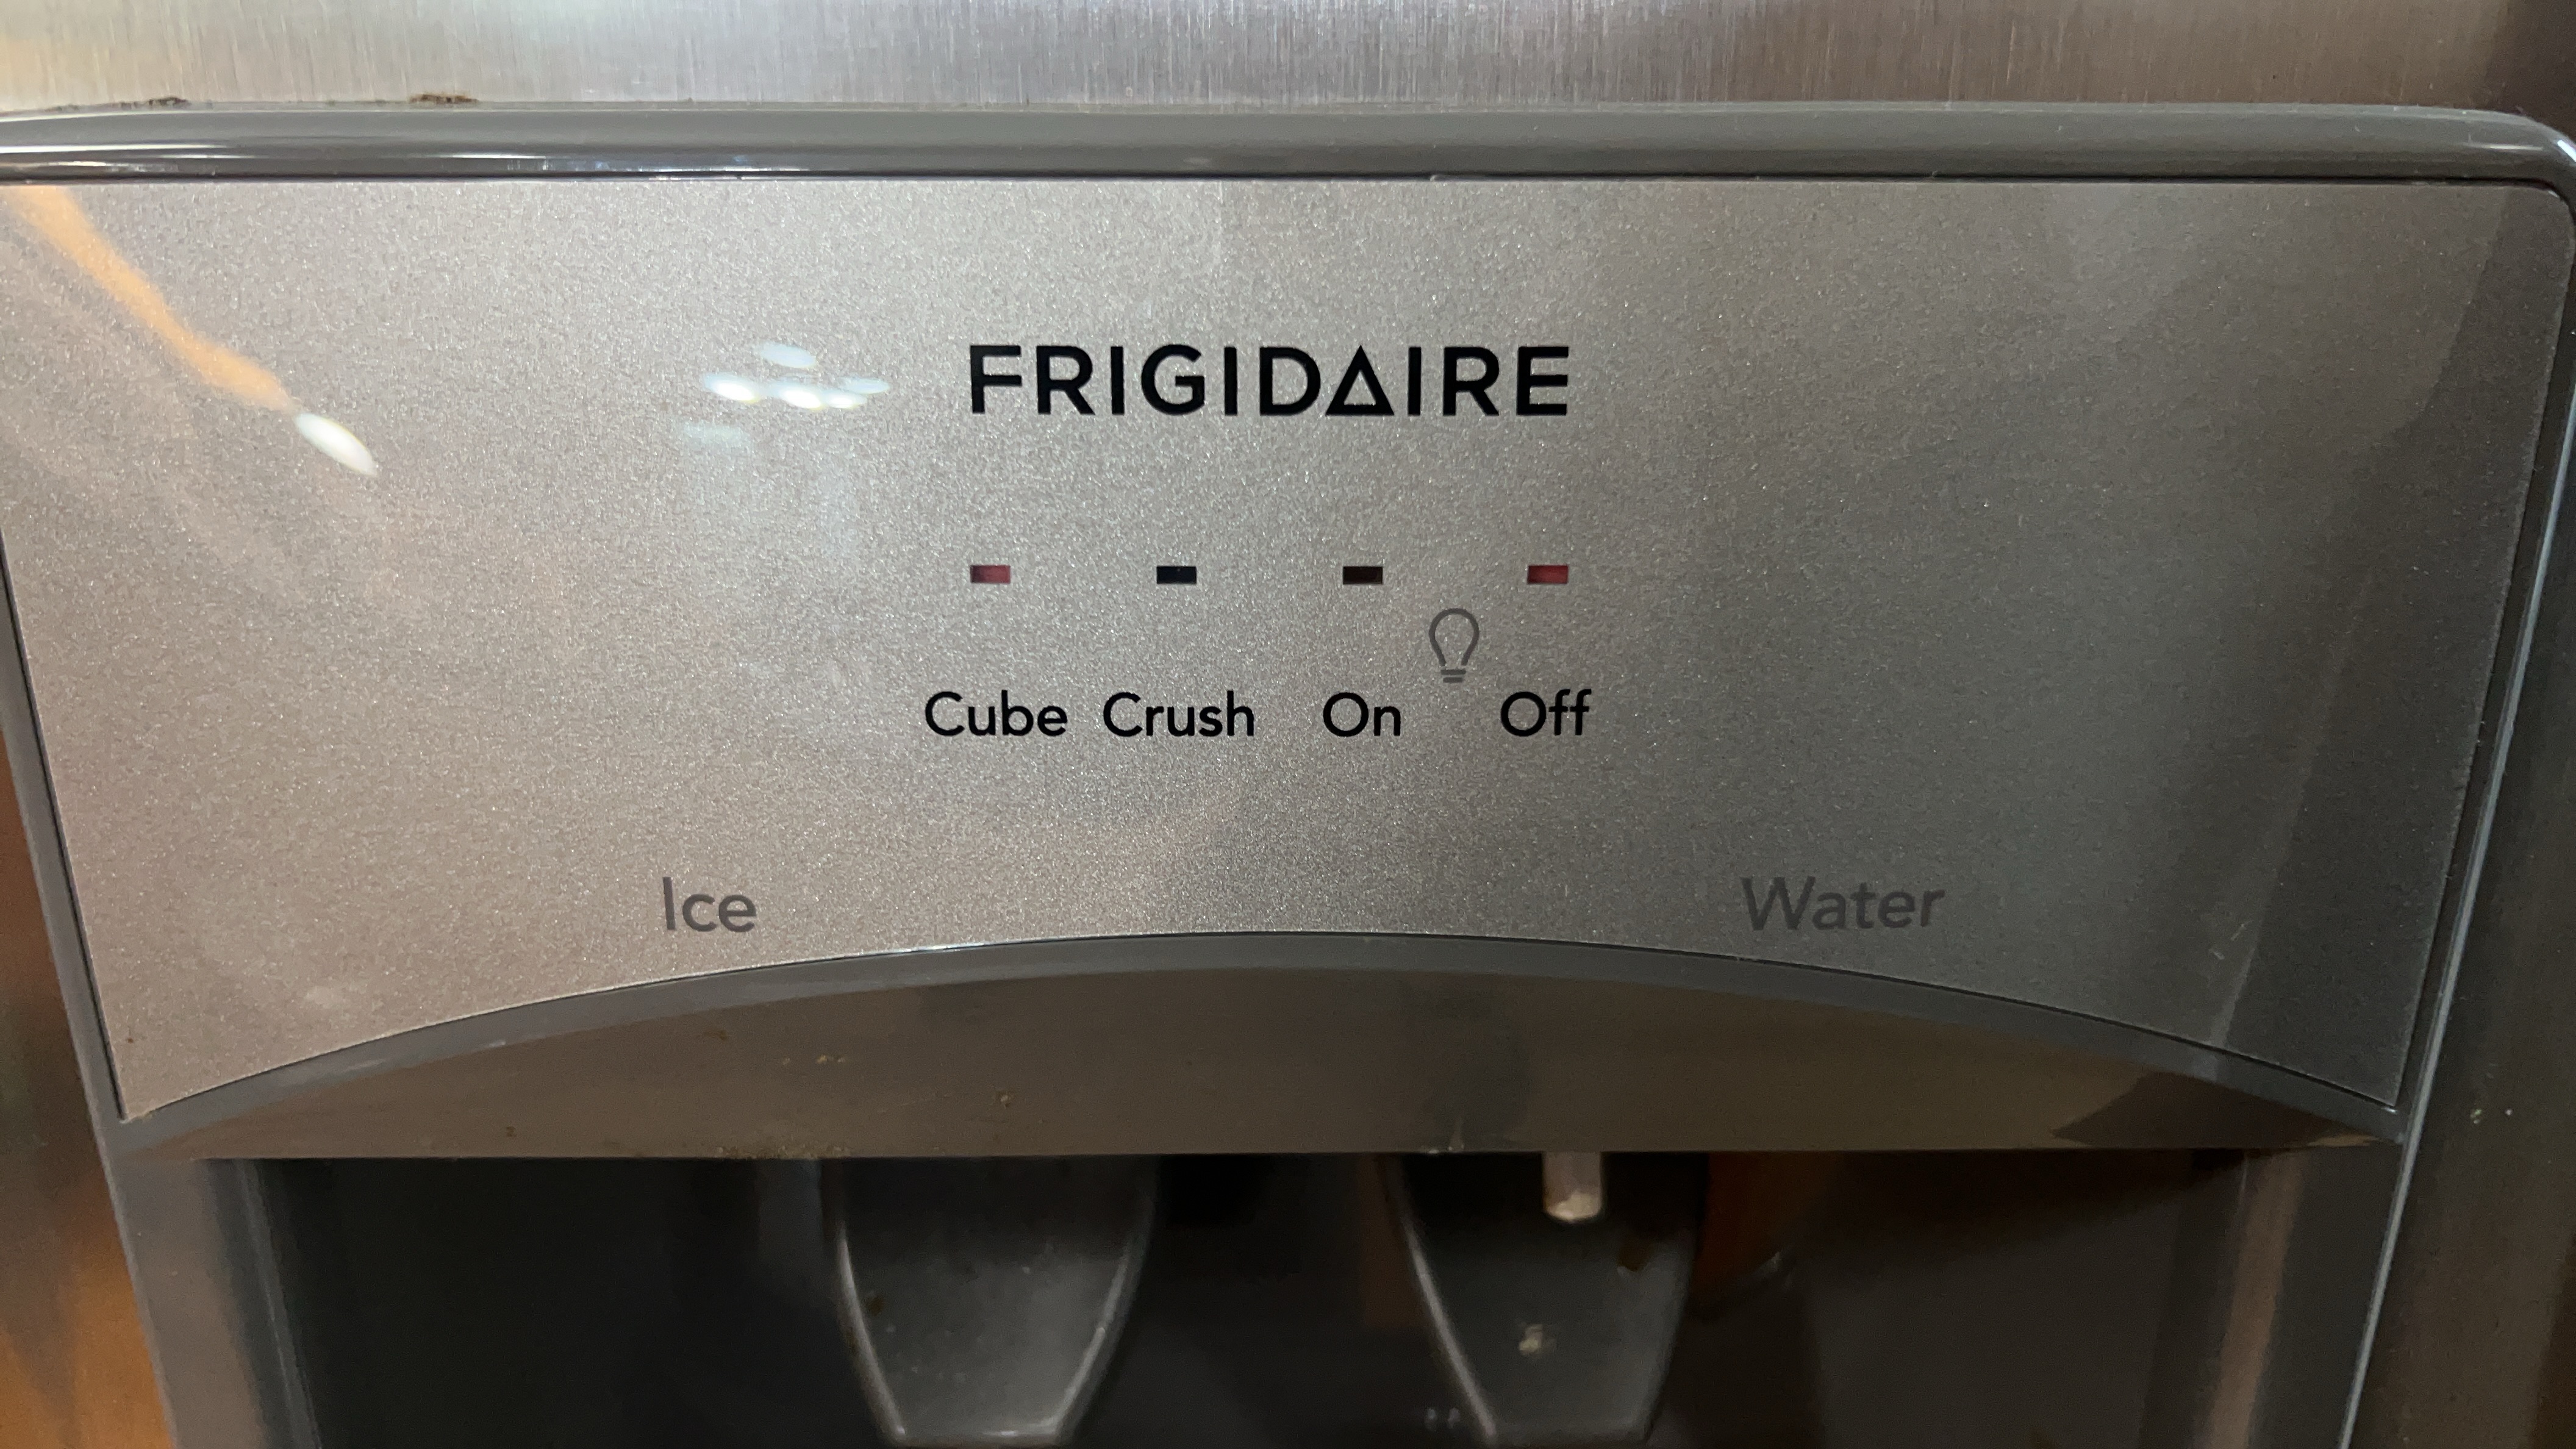 FRIGIDAIRE
Cube Crush On Off
Ice Water